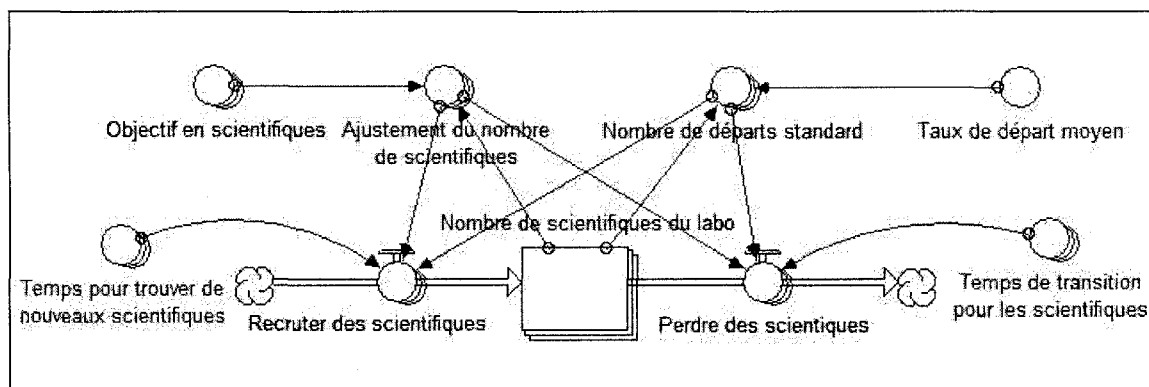 Objectif en scientifiques
Ajustement du nombre
de scientifiques
Nombre de départs standard
Taux de départ moyen
Nombre de scientifiques du labo
Temps pour trouver de
nouveaux scientifiques
Recruter des scientifiques
Perdre des scientiques
Temps de transition
pour les scientifiques